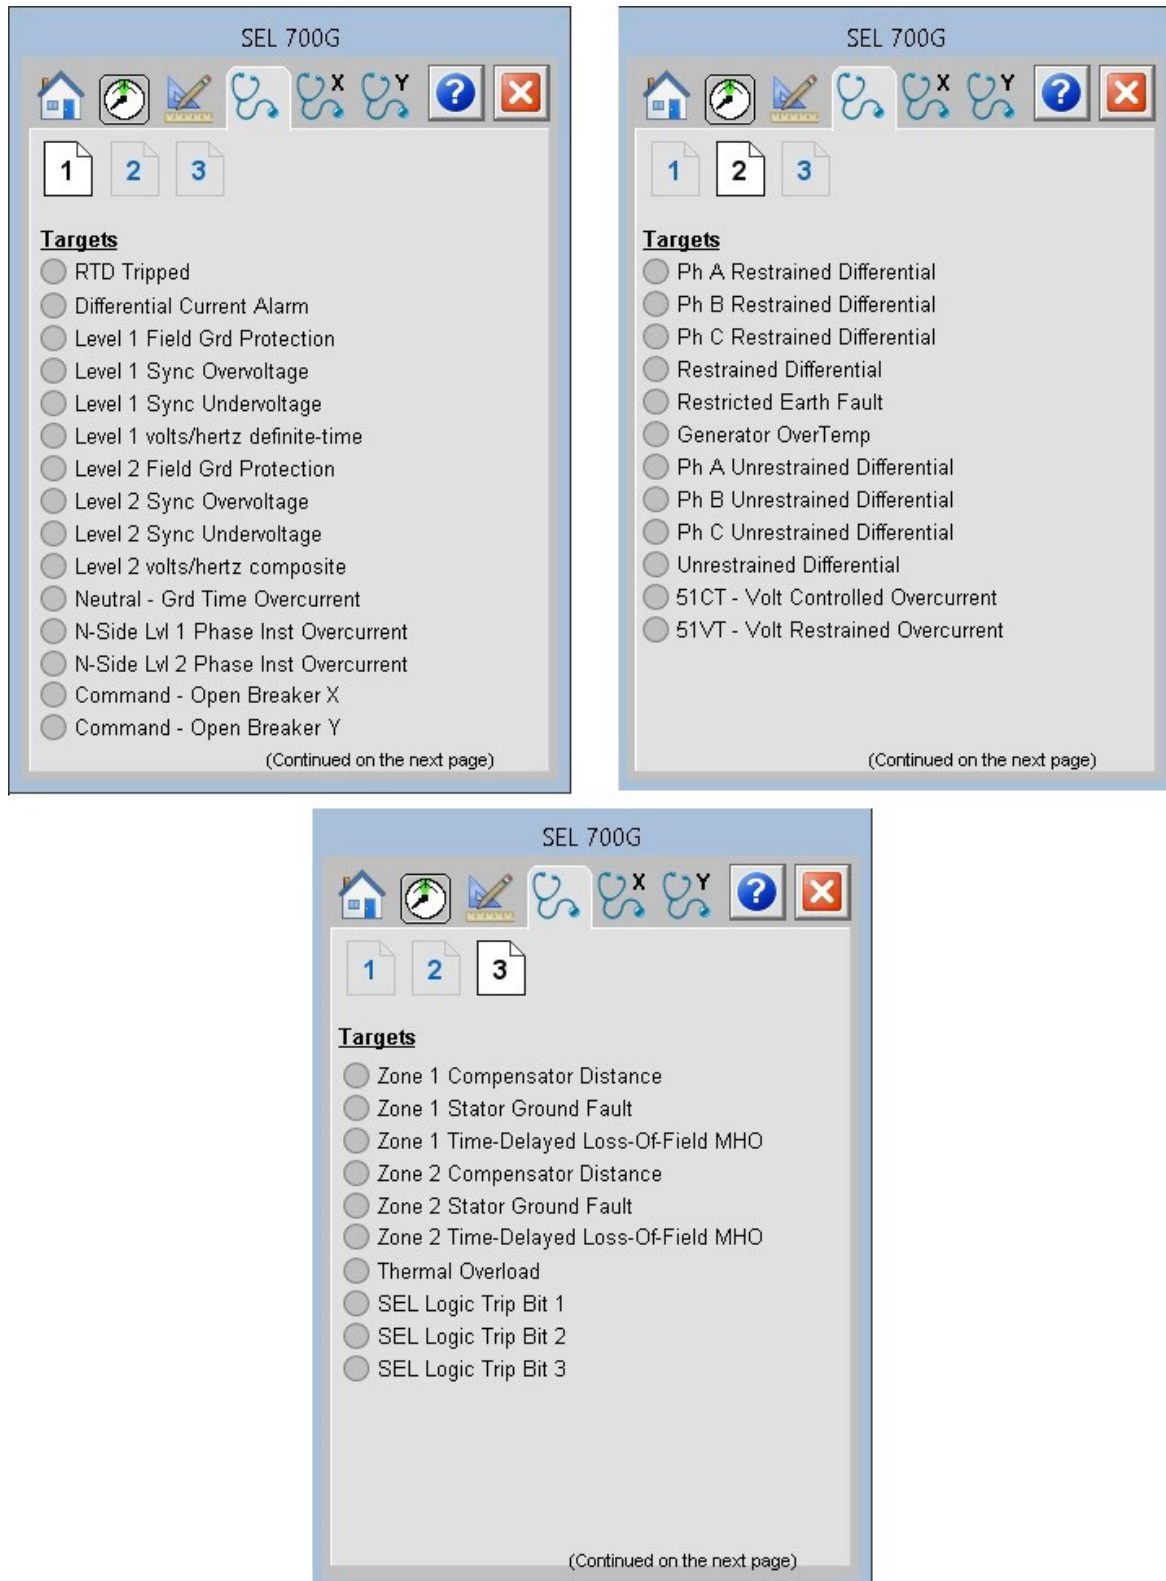 SEL 700G
X Y ?
1 2 3
Targets
RTD Tripped
Differential Current Alarm
Level 1 Field Grd Protection
Level 1 Sync Overvoltage
Level 1 Sync Undervoltage
Level 1 volts/hertz definite-time
Level 2 Field Grd Protection
Level 2 Sync Overvoltage
Level 2 Sync Undervoltage
Level 2 volts/hertz composite
Neutral - Grd Time Overcurrent
N-Side Lvl 1 Phase Inst Overcurrent
N-Side Lvl 2 Phase Inst Overcurrent
Command - Open Breaker X
Command - Open Breaker Y
(Continued on the next page)
SEL 700G
X Y ?
1 2 3
Targets
Ph A Restrained Differential
Ph B Restrained Differential
Ph C Restrained Differential
Restrained Differential
Restricted Earth Fault
Generator OverTemp
Ph A Unrestrained Differential
Ph B Unrestrained Differential
Ph C Unrestrained Differential
Unrestrained Differential
51CT - Volt Controlled Overcurrent
51VT - Volt Restrained Overcurrent
(Continued on the next page)
SEL 700G
X Y ?
1 2 3
Targets
Zone 1 Compensator Distance
Zone 1 Stator Ground Fault
Zone 1 Time-Delayed Loss-Of-Field MHO
Zone 2 Compensator Distance
Zone 2 Stator Ground Fault
Zone 2 Time-Delayed Loss-Of-Field MHO
Thermal Overload
SEL Logic Trip Bit 1
SEL Logic Trip Bit 2
SEL Logic Trip Bit 3
(Continued on the next page)